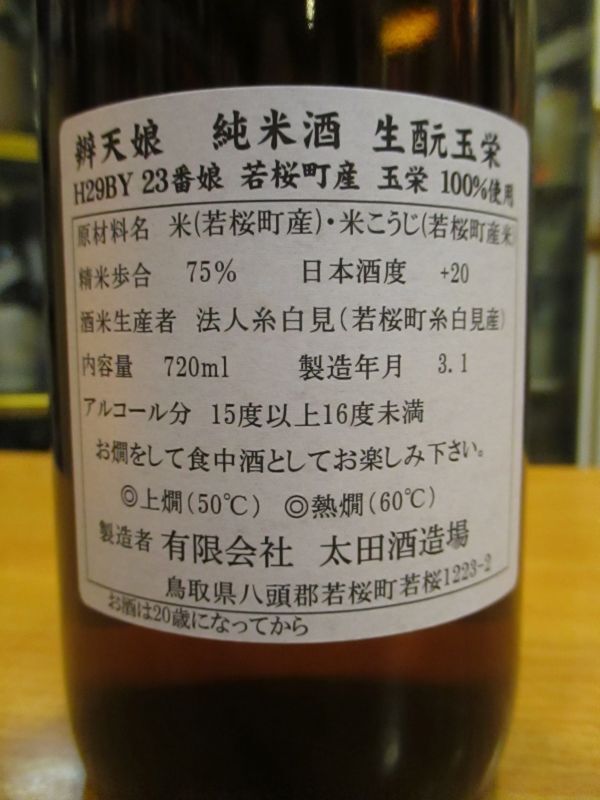 辨天娘 純米酒 生酛玉栄
H29BY 23番娘 若桜町産 玉栄 100%使用
原材料名 米(若桜町産)・米こうじ(若桜町産米)
精米歩合 75% 日本酒度 +20
酒米生産者 法人糸白見(若桜町糸白見産)
内容量 720ml 製造年月 3.1
アルコール分 15度以上16度未満
お燗をして食中酒としてお楽しみ下さい。
◎上燗(50℃) ◎熱燗(60℃)
製造者 有限会社 太田酒造場
鳥取県八頭郡若桜町若桜1223-2
お酒は20歳になってから